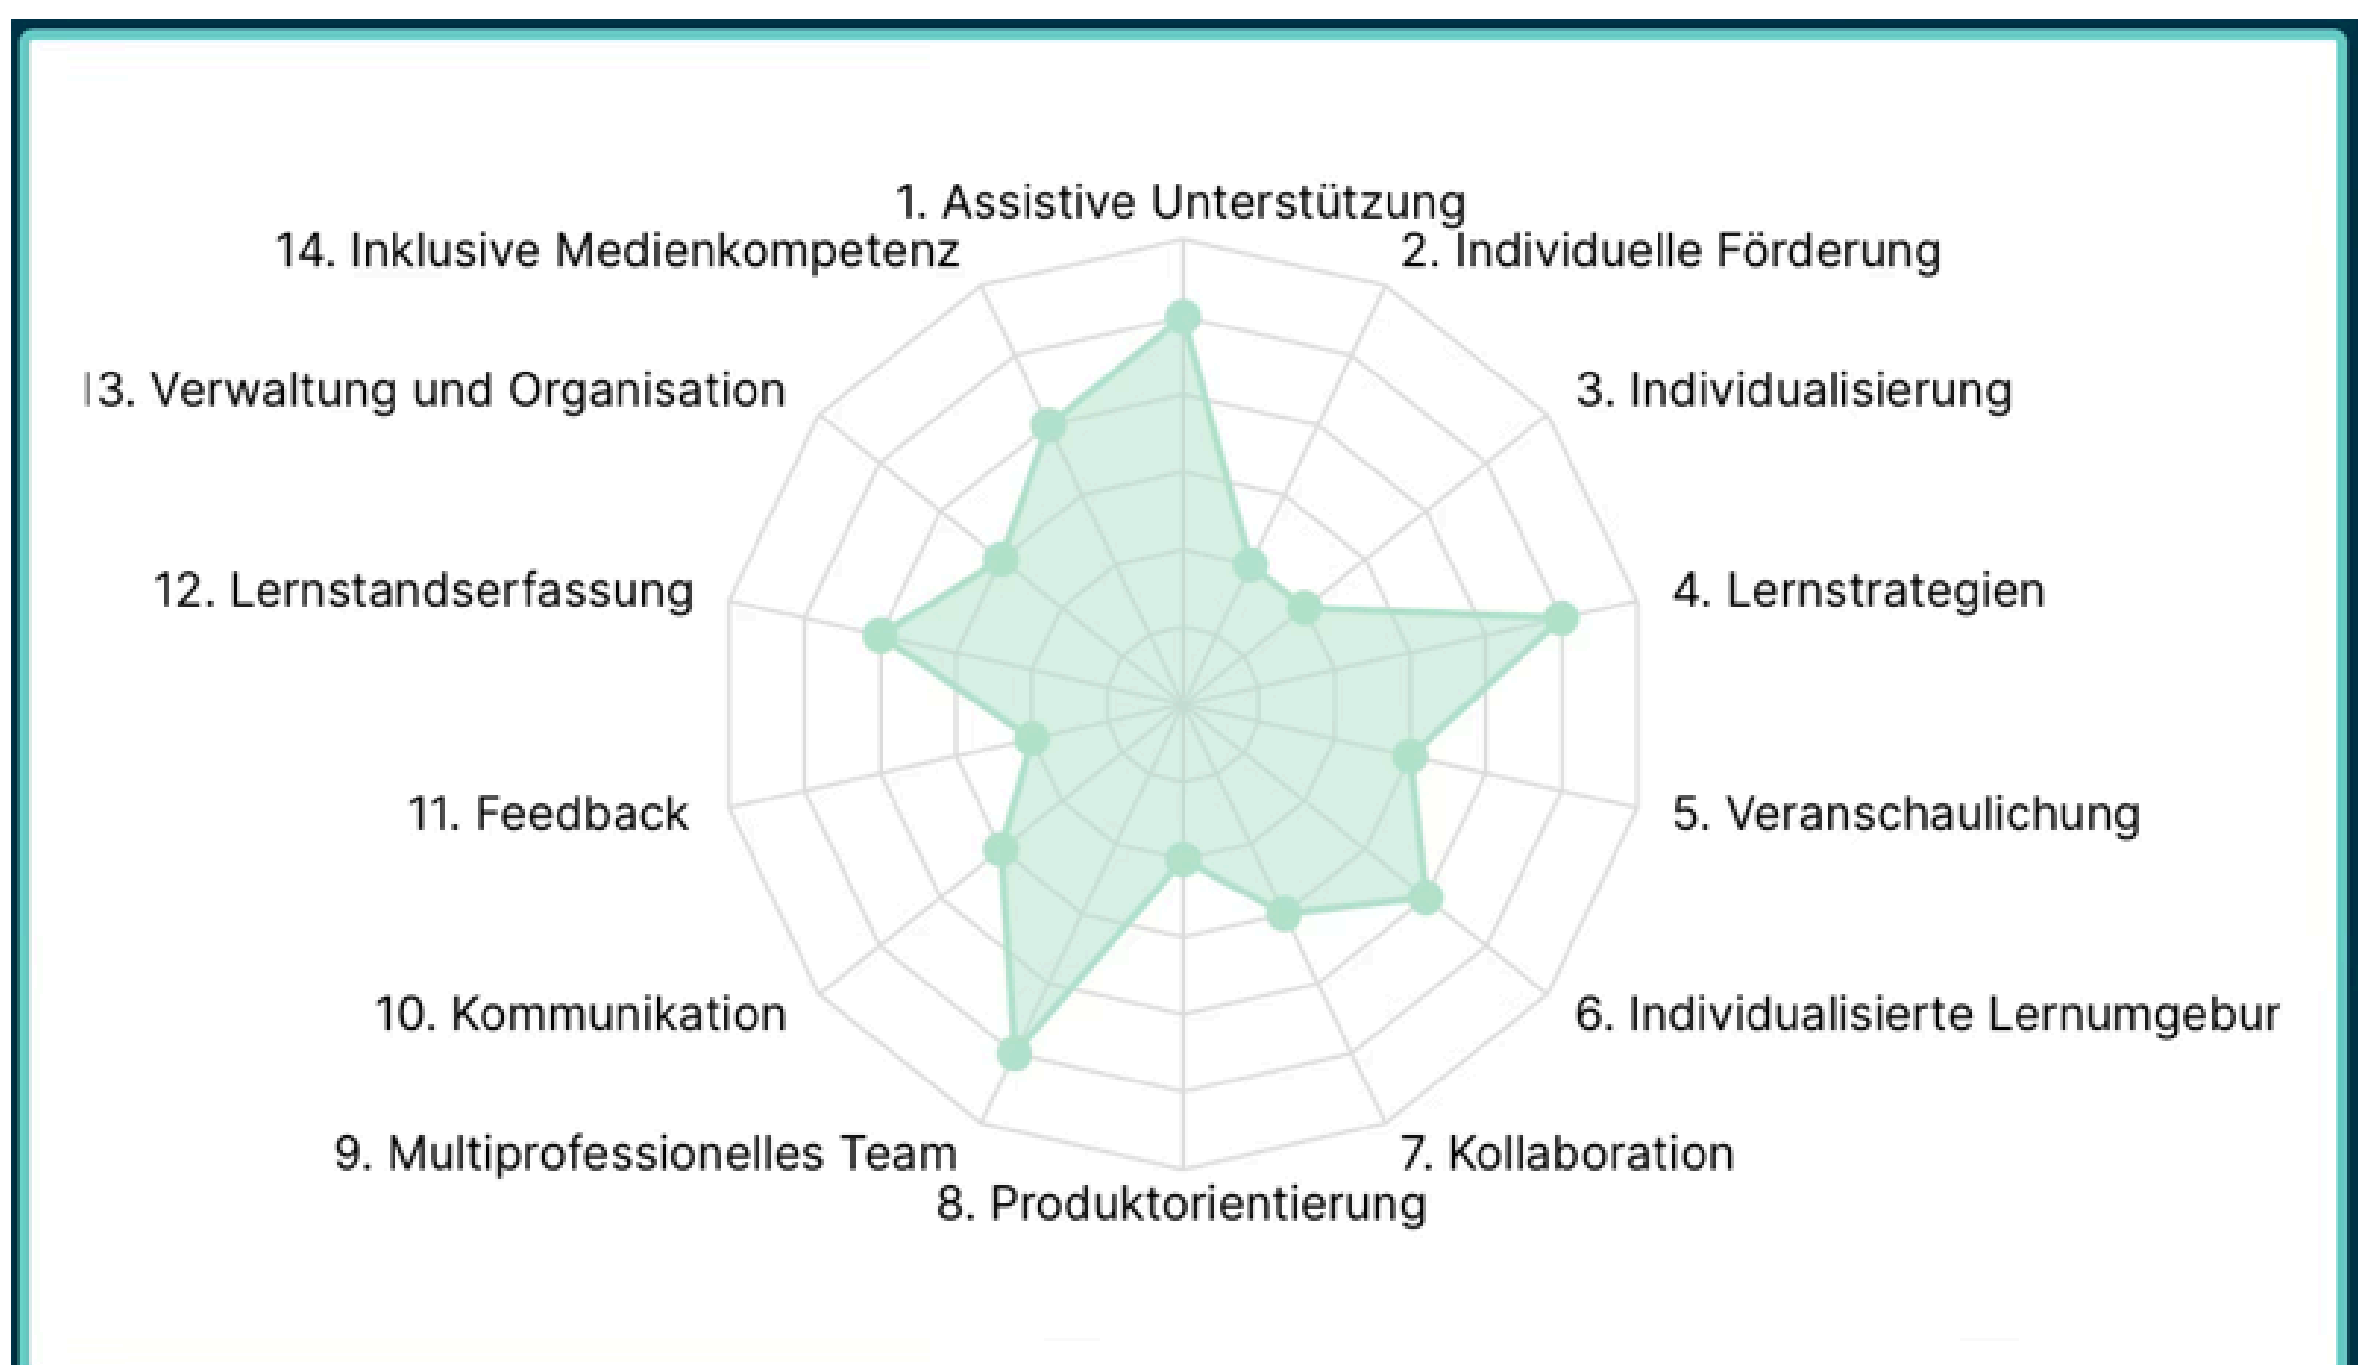 1. Assistive Unterstützung
2. Individuelle Förderung
3. Individualisierung
4. Lernstrategien
5. Veranschaulichung
6. Individualisierte Lernumgebur
7. Kollaboration
8. Produktorientierung
9. Multiprofessionelles Team
10. Kommunikation
11. Feedback
12. Lernstandserfassung
13. Verwaltung und Organisation
14. Inklusive Medienkompetenz